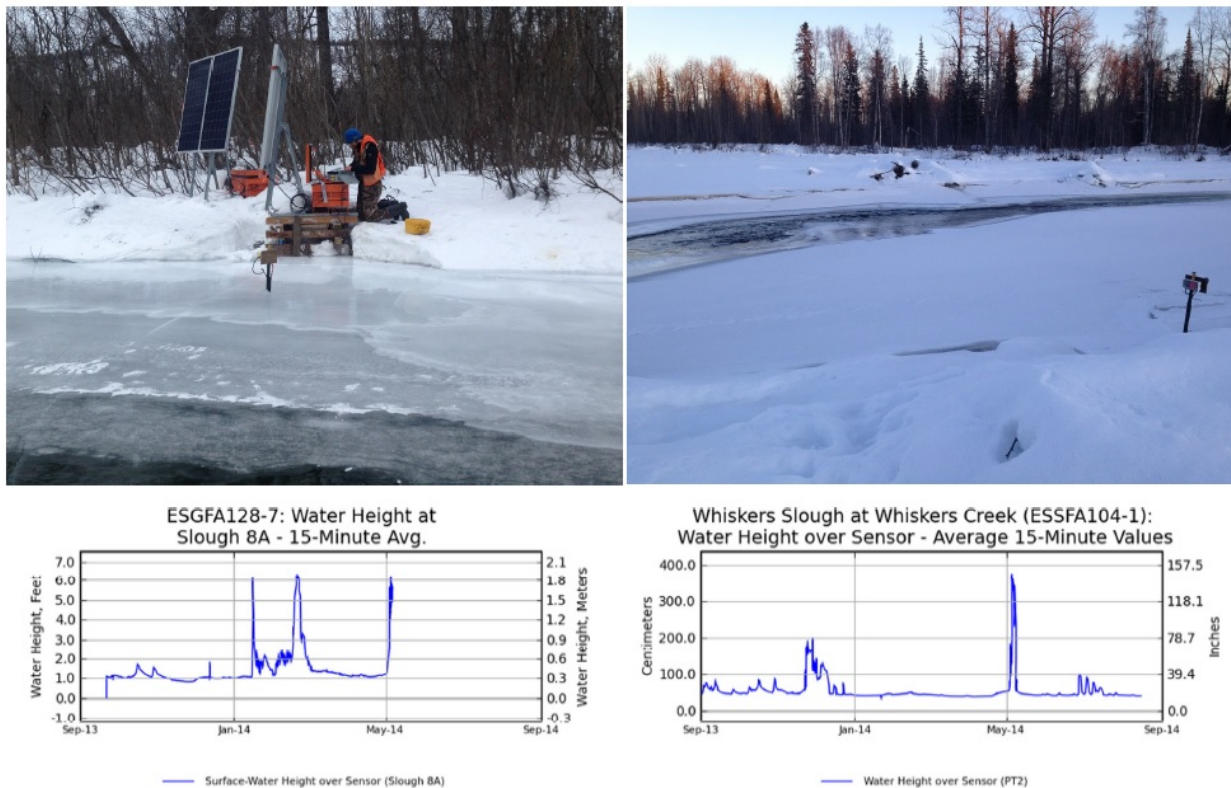 ESGFA128-7: Water Height at
Slough 8A - 15-Minute Avg.
Water Height, Feet
7.0
6.0
5.0
4.0
3.0
2.0
1.0
0.0
-1.0
2.1
1.8
1.5
1.2
0.9
0.6
0.3
0.0
-0.3
Water Height, Meters
Sep-13 Jan-14 May-14 Sep-14
Surface-Water Height over Sensor (Slough 8A)
Whiskers Slough at Whiskers Creek (ESSFA104-1):
Water Height over Sensor - Average 15-Minute Values
Centimeters
400.0
300.0
200.0
100.0
0.0
157.5
118.1
78.7
39.4
0.0
Inches
Sep-13 Jan-14 May-14 Sep-14
Water Height over Sensor (PT2)